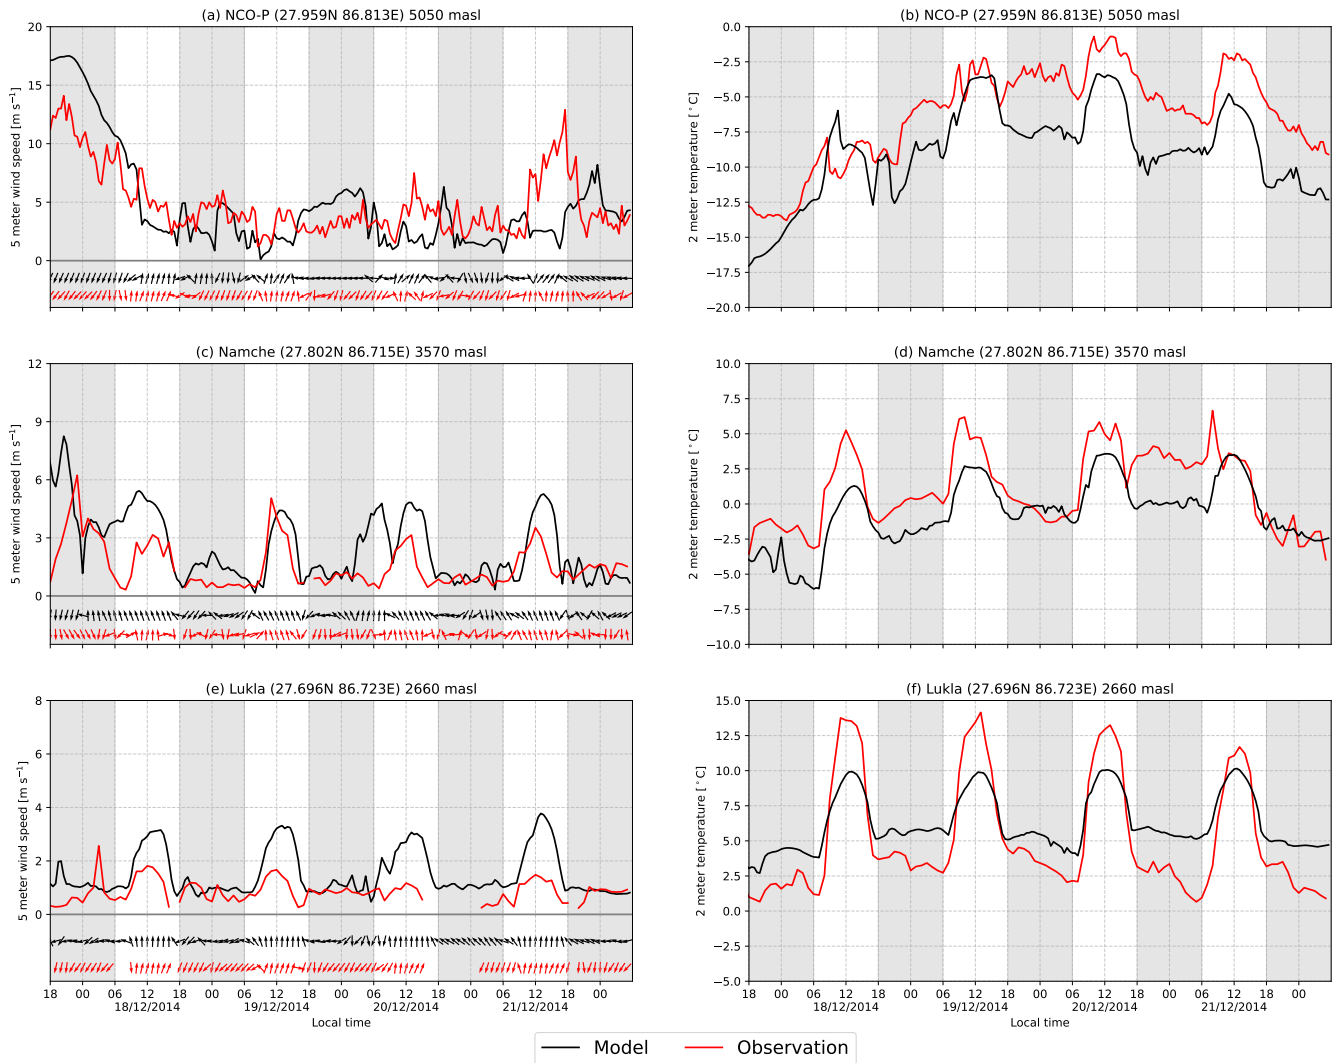 (a) NCO-P (27.959N 86.813E) 5050 masl
20
15
10
5
0
5 meter wind speed [m s⁻¹]
(b) NCO-P (27.959N 86.813E) 5050 masl
0.0
−2.5
−5.0
−7.5
−10.0
−12.5
−15.0
−17.5
−20.0
2 meter temperature [°C]
(c) Namche (27.802N 86.715E) 3570 masl
12
9
6
3
0
5 meter wind speed [m s⁻¹]
(d) Namche (27.802N 86.715E) 3570 masl
10.0
7.5
5.0
2.5
0.0
−2.5
−5.0
−7.5
−10.0
2 meter temperature [°C]
(e) Lukla (27.696N 86.723E) 2660 masl
8
6
4
2
0
5 meter wind speed [m s⁻¹]
18 00 06 12 18 00 06 12 18 00 06 12 18 00 06 12 18 00
18/12/2014 19/12/2014 20/12/2014 21/12/2014
Local time
(f) Lukla (27.696N 86.723E) 2660 masl
15.0
12.5
10.0
7.5
5.0
2.5
0.0
−2.5
−5.0
2 meter temperature [°C]
18 00 06 12 18 00 06 12 18 00 06 12 18 00 06 12 18 00
18/12/2014 19/12/2014 20/12/2014 21/12/2014
Local time
Model Observation